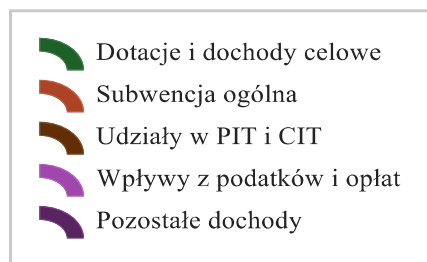 Dotacje i dochody celowe
Subwencja ogólna
Udziały w PIT i CIT
Wpływy z podatków i opłat
Pozostałe dochody